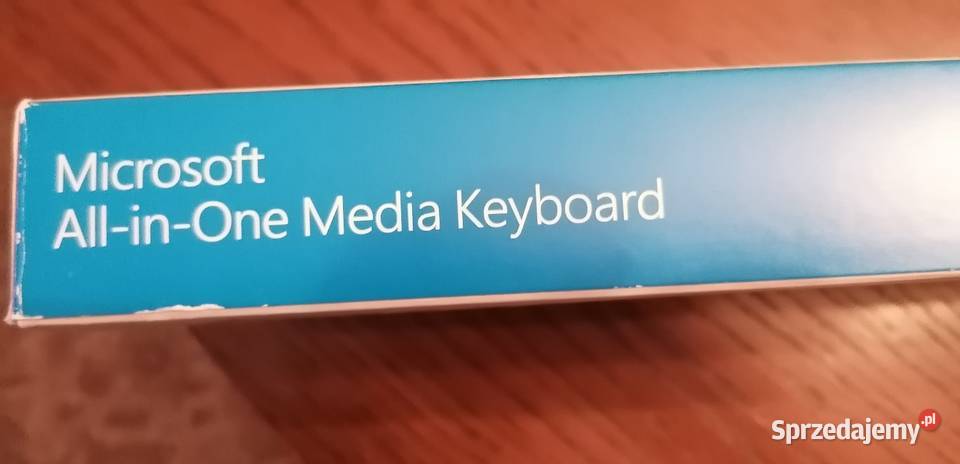 Microsoft
All-in-One Media Keyboard
Sprzedajemy.pl